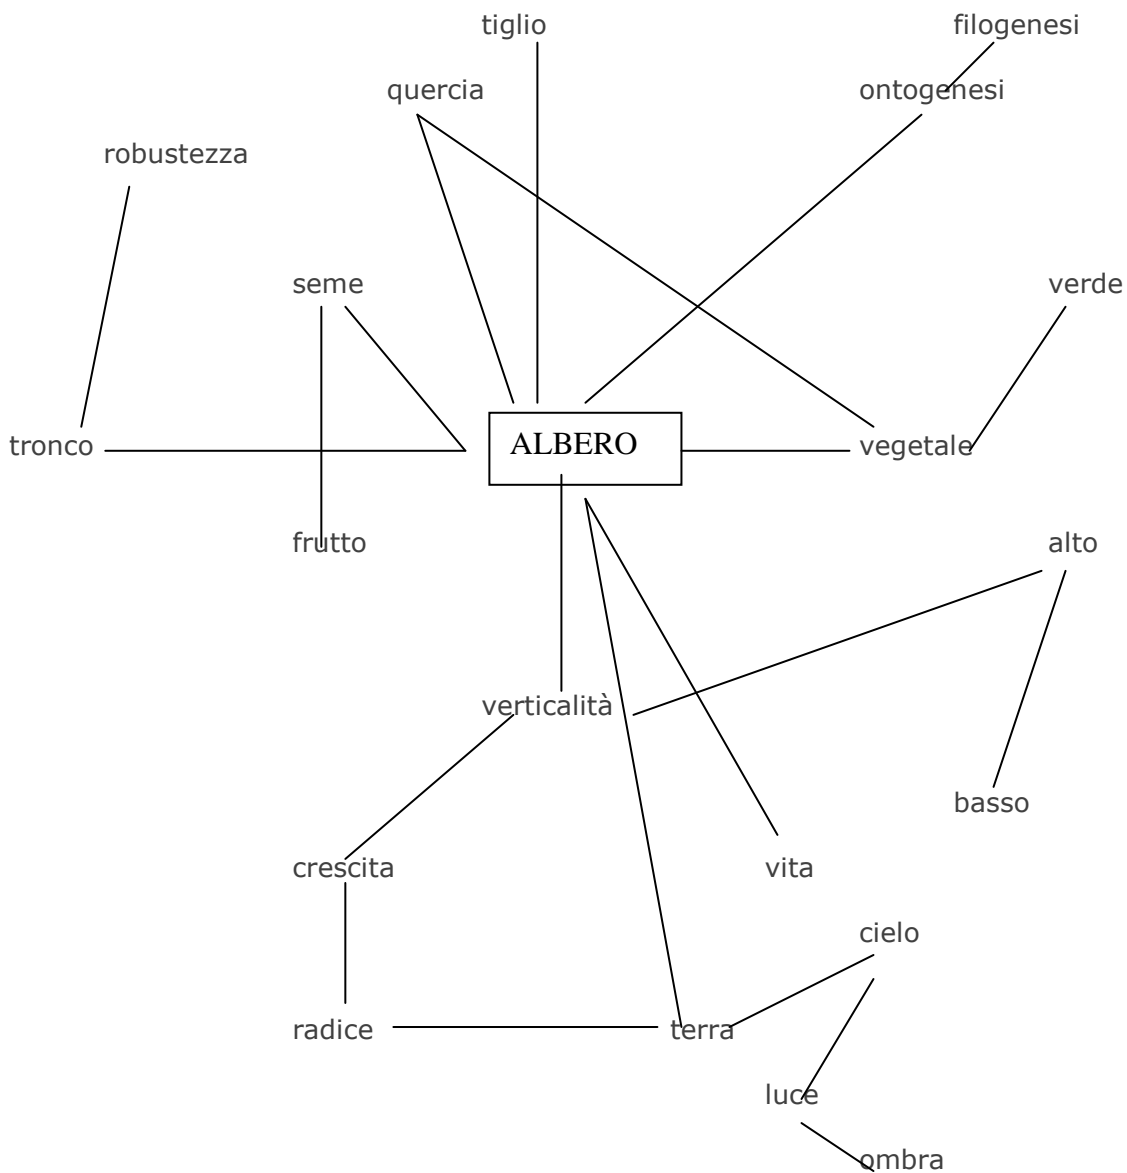 tiglio filogenesi
quercia ontogenesi
robustezza
seme verde
tronco ALBERO vegetale
frutto alto
verticalità
basso
crescita vita
cielo
radice terra
luce
ombra